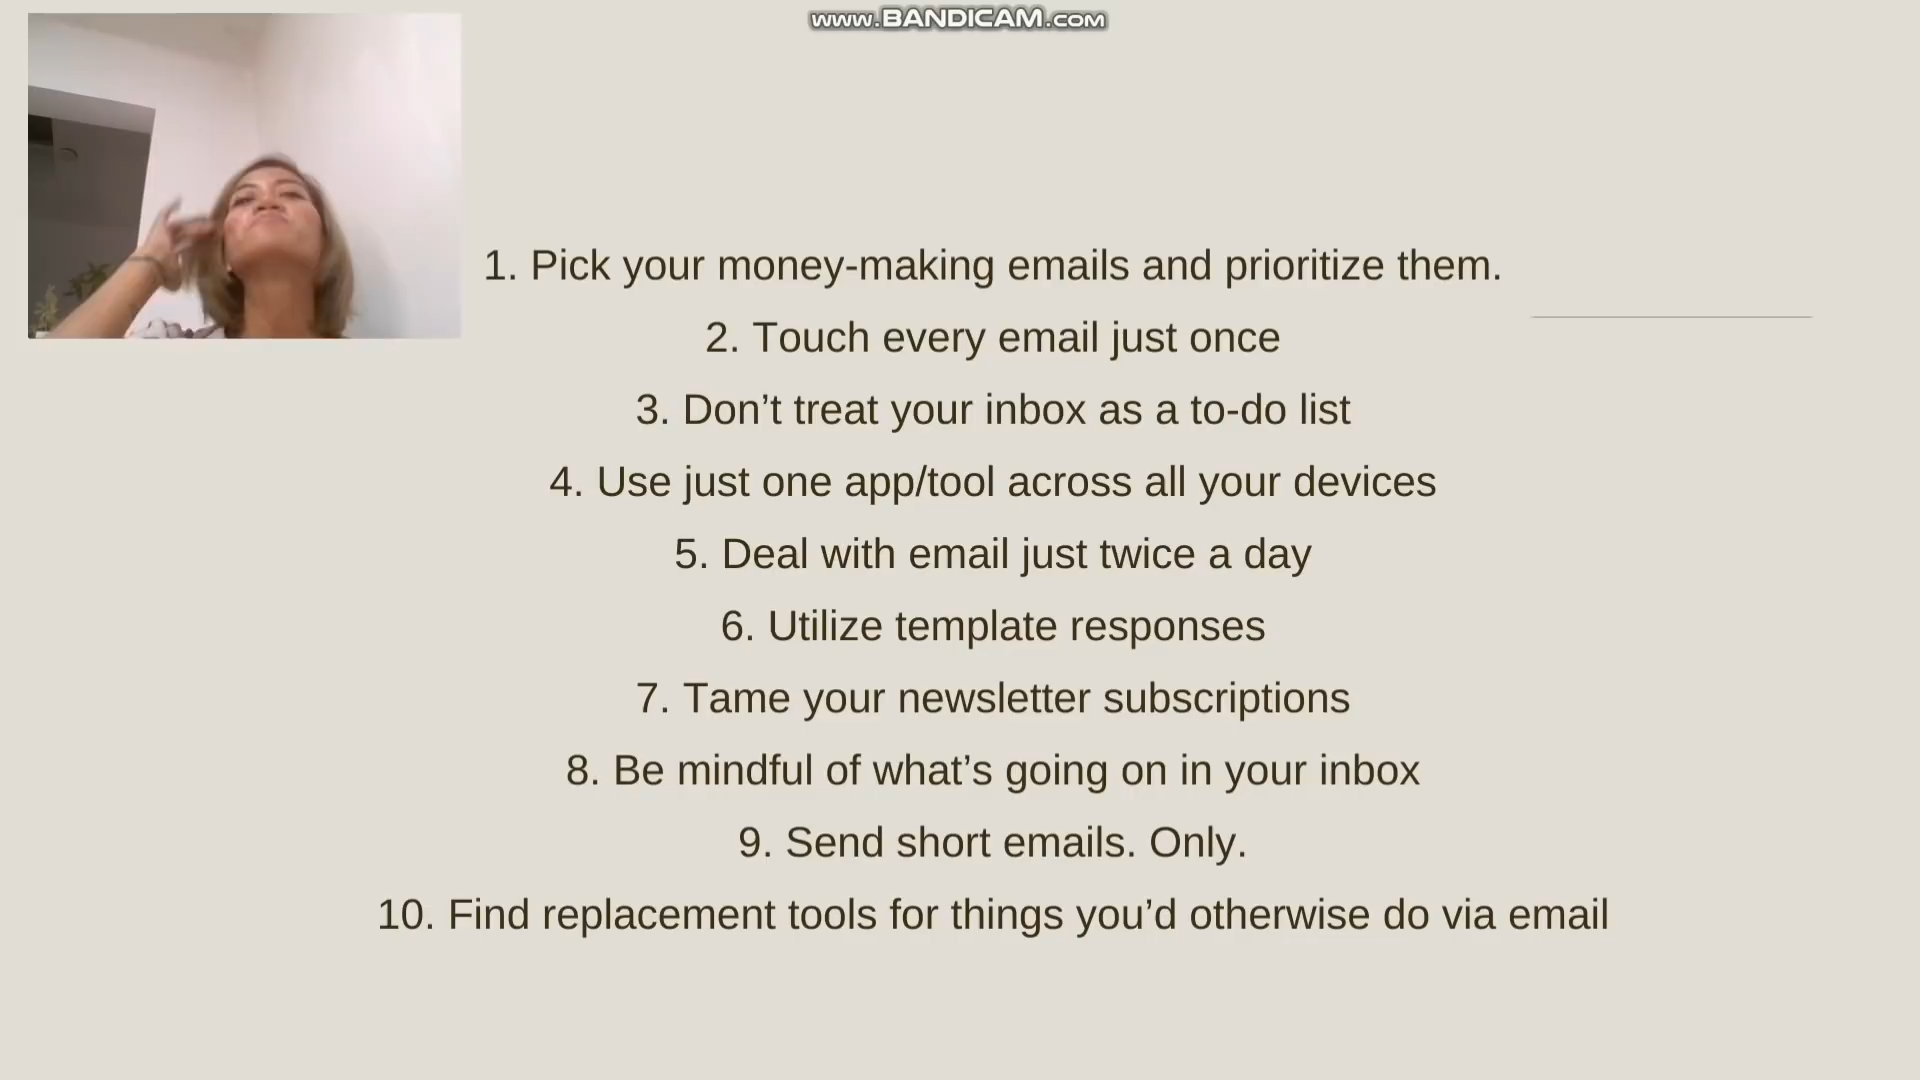 www.BANDICAM.com
1. Pick your money-making emails and prioritize them.
2. Touch every email just once
3. Don’t treat your inbox as a to-do list
4. Use just one app/tool across all your devices
5. Deal with email just twice a day
6. Utilize template responses
7. Tame your newsletter subscriptions
8. Be mindful of what’s going on in your inbox
9. Send short emails. Only.
10. Find replacement tools for things you’d otherwise do via email